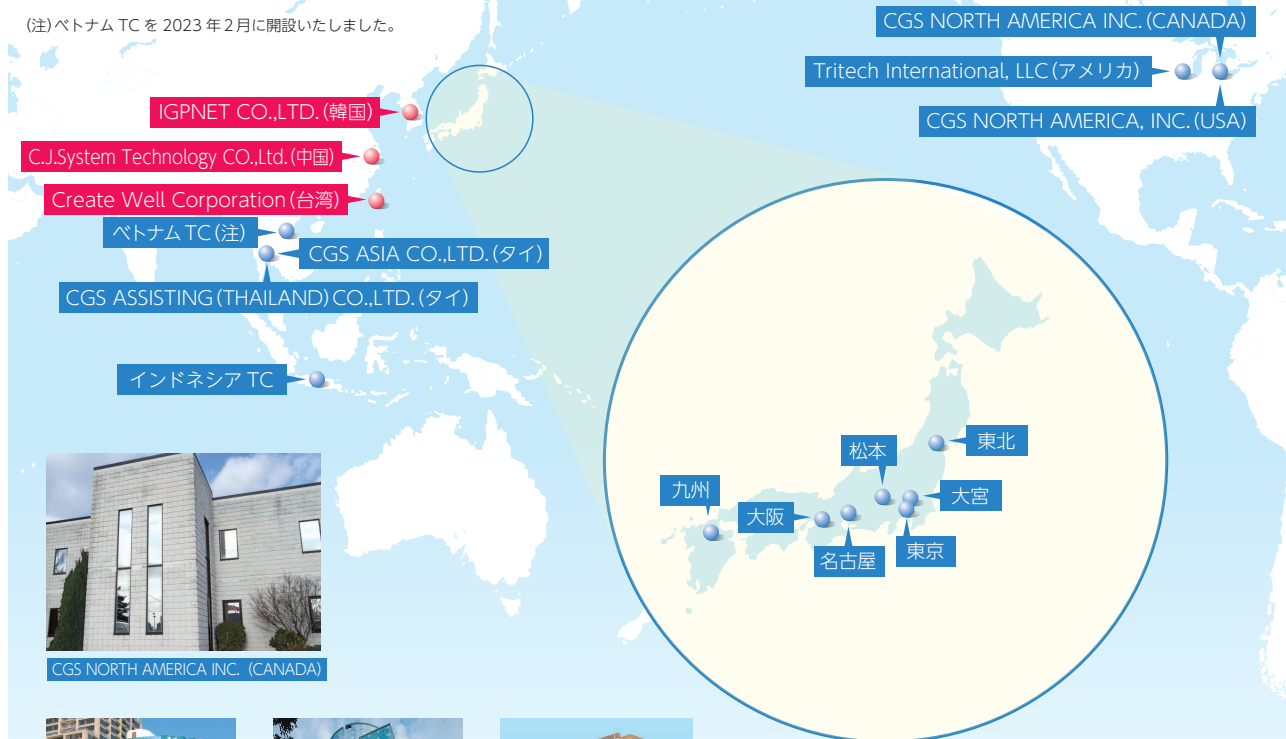 (注)ベトナム TC を 2023 年2月に開設いたしました。
CGS NORTH AMERICA INC.(CANADA)
Tritech International, LLC(アメリカ)
CGS NORTH AMERICA, INC.(USA)
IGPNET CO.,LTD.(韓国)
C.J.System Technology CO.,Ltd.(中国)
Create Well Corporation(台湾)
ベトナム TC(注)
CGS ASIA CO.,LTD.(タイ)
CGS ASSISTING(THAILAND)CO.,LTD.(タイ)
インドネシア TC
東北
松本
九州
大宮
大阪
東京
名古屋
CGS NORTH AMERICA INC. (CANADA)